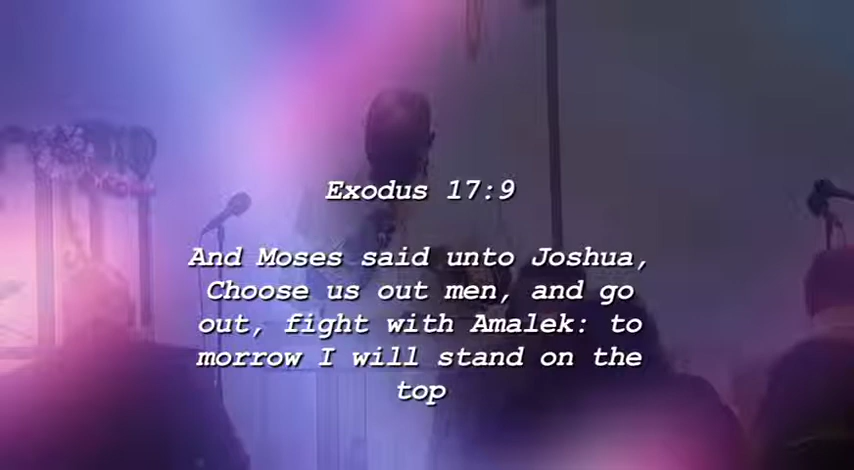 Exodus 17:9
And Moses said unto Joshua,
Choose us out men, and go
out, fight with Amalek: to
morrow I will stand on the
top